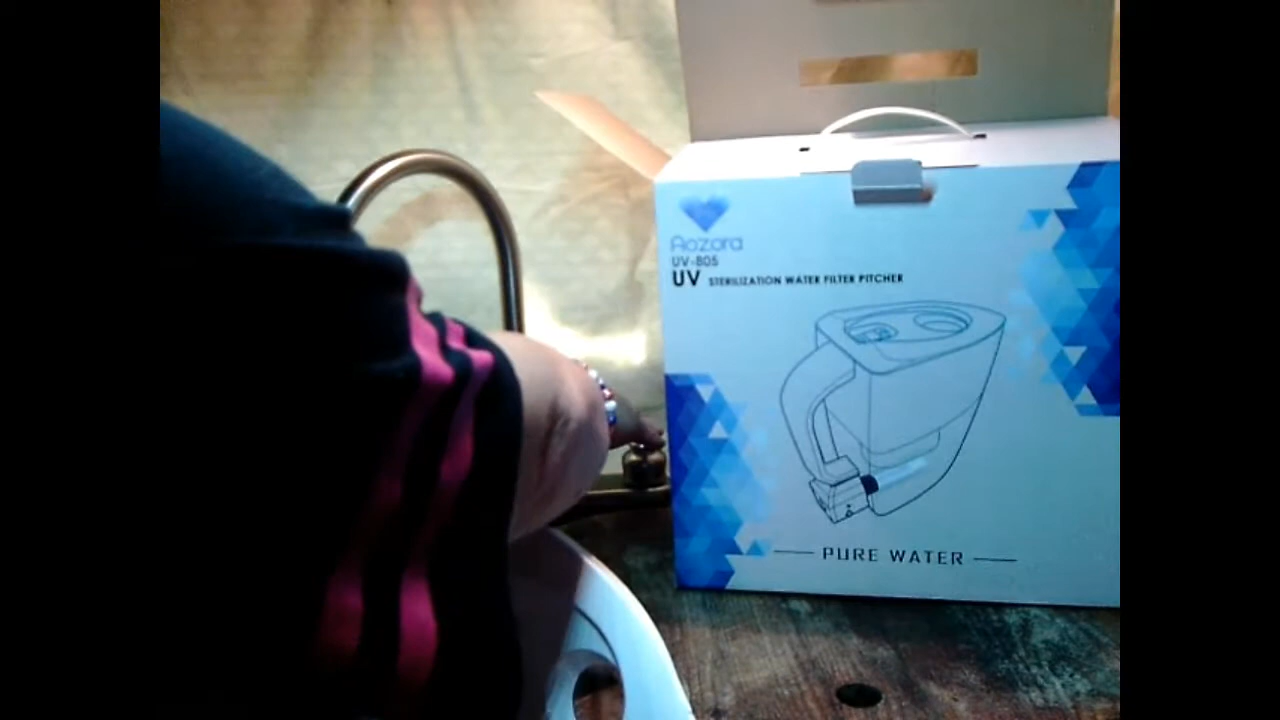 Aozora
UV-805
UV STERILIZATION WATER FILTER PITCHER
PURE WATER